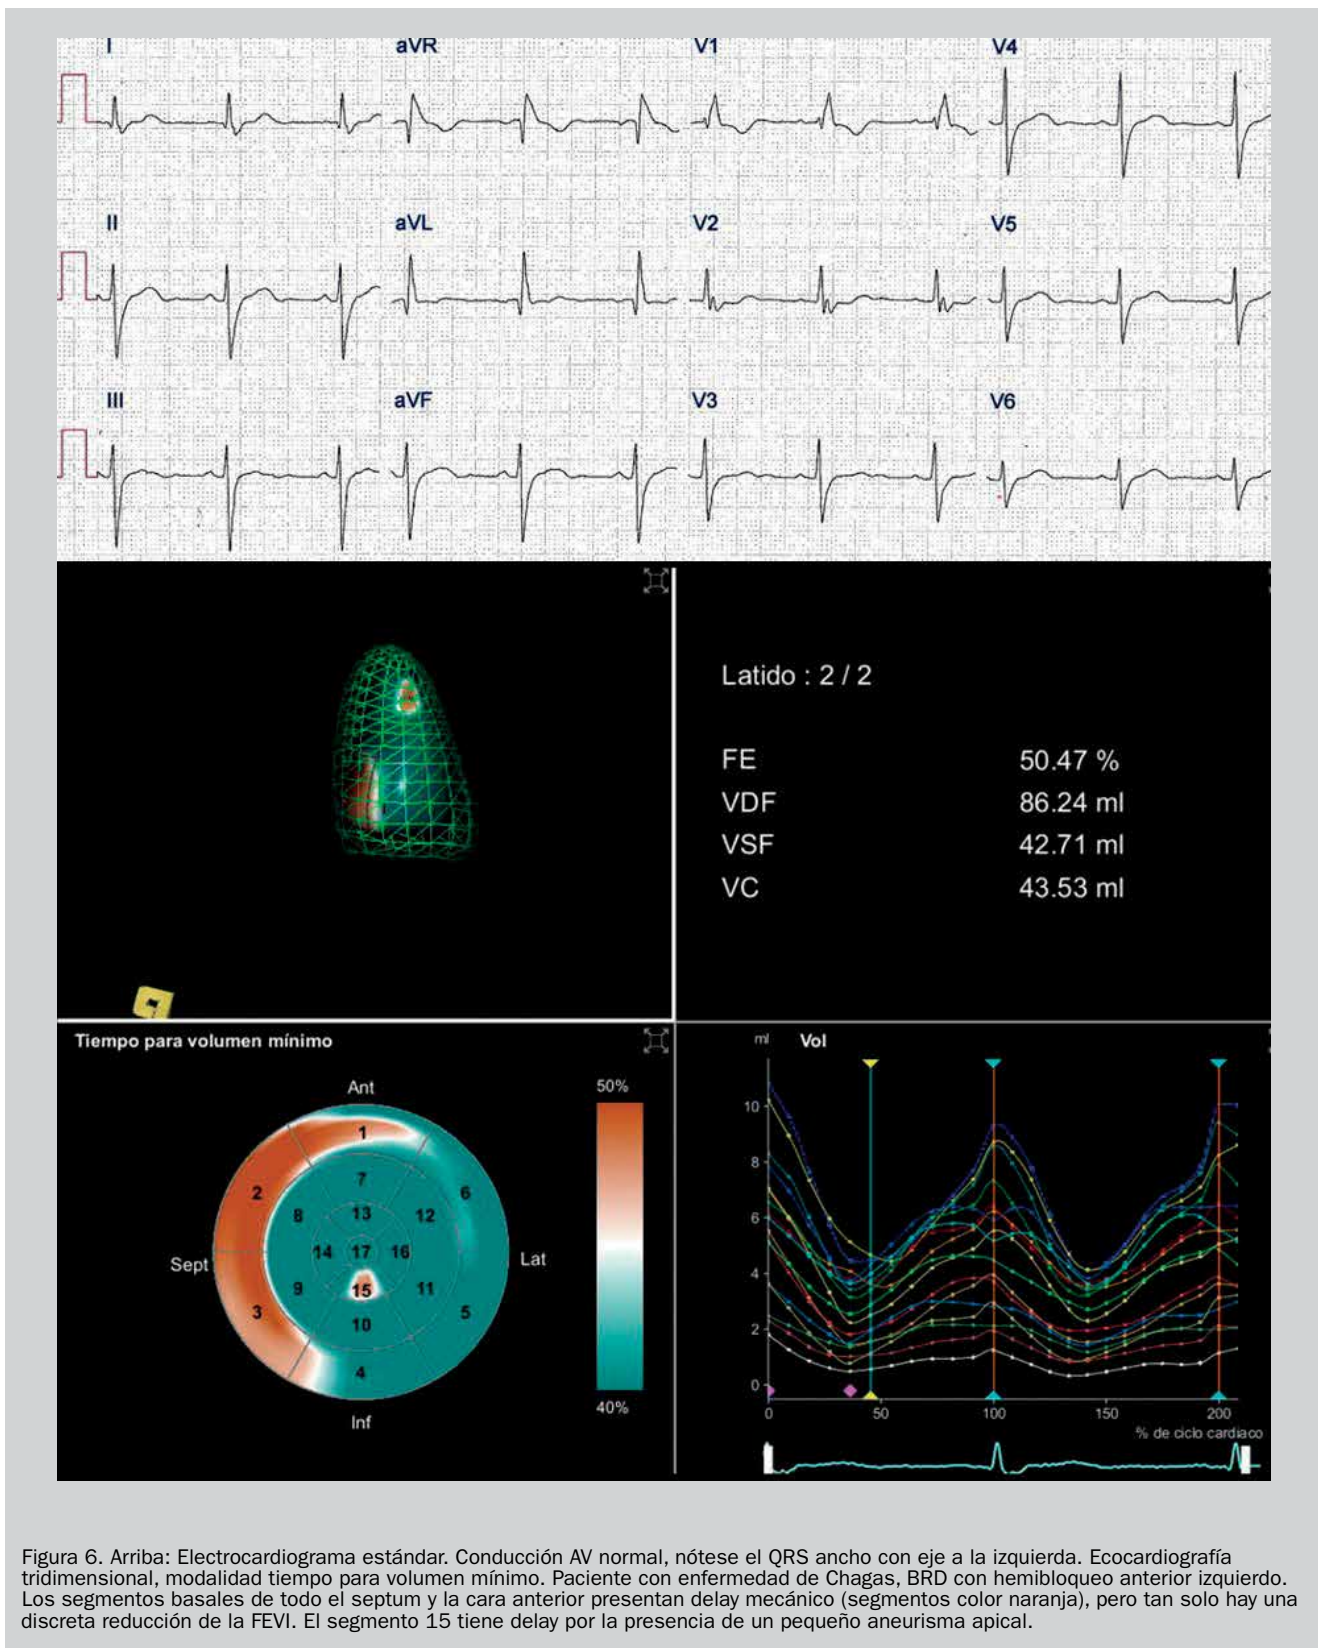 I aVR V1 V4
II aVL V2 V5
III aVF V3 V6
Latido : 2 / 2
FE 50.47 %
VDF 86.24 ml
VSF 42.71 ml
VC 43.53 ml
Tiempo para volumen mínimo
Ant
50%
1
2
7
6
8
13
12
Sept
14
17
16
Lat
9
15
11
3
10
5
4
40%
Inf
ml Vol
10
8
6
4
2
0
0 50 100 150 200
% de ciclo cardiaco
Figura 6. Arriba: Electrocardiograma estándar. Conducción AV normal, nótese el QRS ancho con eje a la izquierda. Ecocardiografía
tridimensional, modalidad tiempo para volumen mínimo. Paciente con enfermedad de Chagas, BRD con hemibloqueo anterior izquierdo.
Los segmentos basales de todo el septum y la cara anterior presentan delay mecánico (segmentos color naranja), pero tan solo hay una
discreta reducción de la FEVI. El segmento 15 tiene delay por la presencia de un pequeño aneurisma apical.